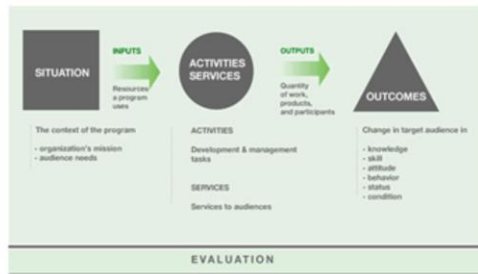 SITUATION
INPUTS
Resources
a program
uses
ACTIVITIES
SERVICES
OUTPUTS
Quantity
of work,
products,
and participants
OUTCOMES
The context of the program
- organization's mission
- audience needs
ACTIVITIES
Development & management
tasks
SERVICES
Services to audiences
Change in target audience in
- knowledge
- skill
- attitude
- behavior
- status
- condition
EVALUATION